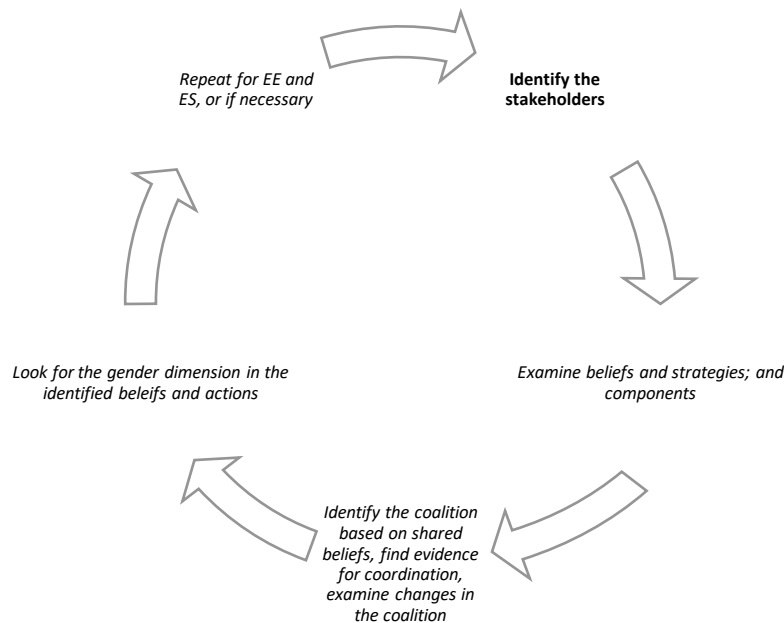 Identify the
stakeholders
Examine beliefs and strategies; and
components
Identify the coalition
based on shared
beliefs, find evidence
for coordination,
examine changes in
the coalition
Look for the gender dimension in the
identified beleifs and actions
Repeat for EE and
ES, or if necessary